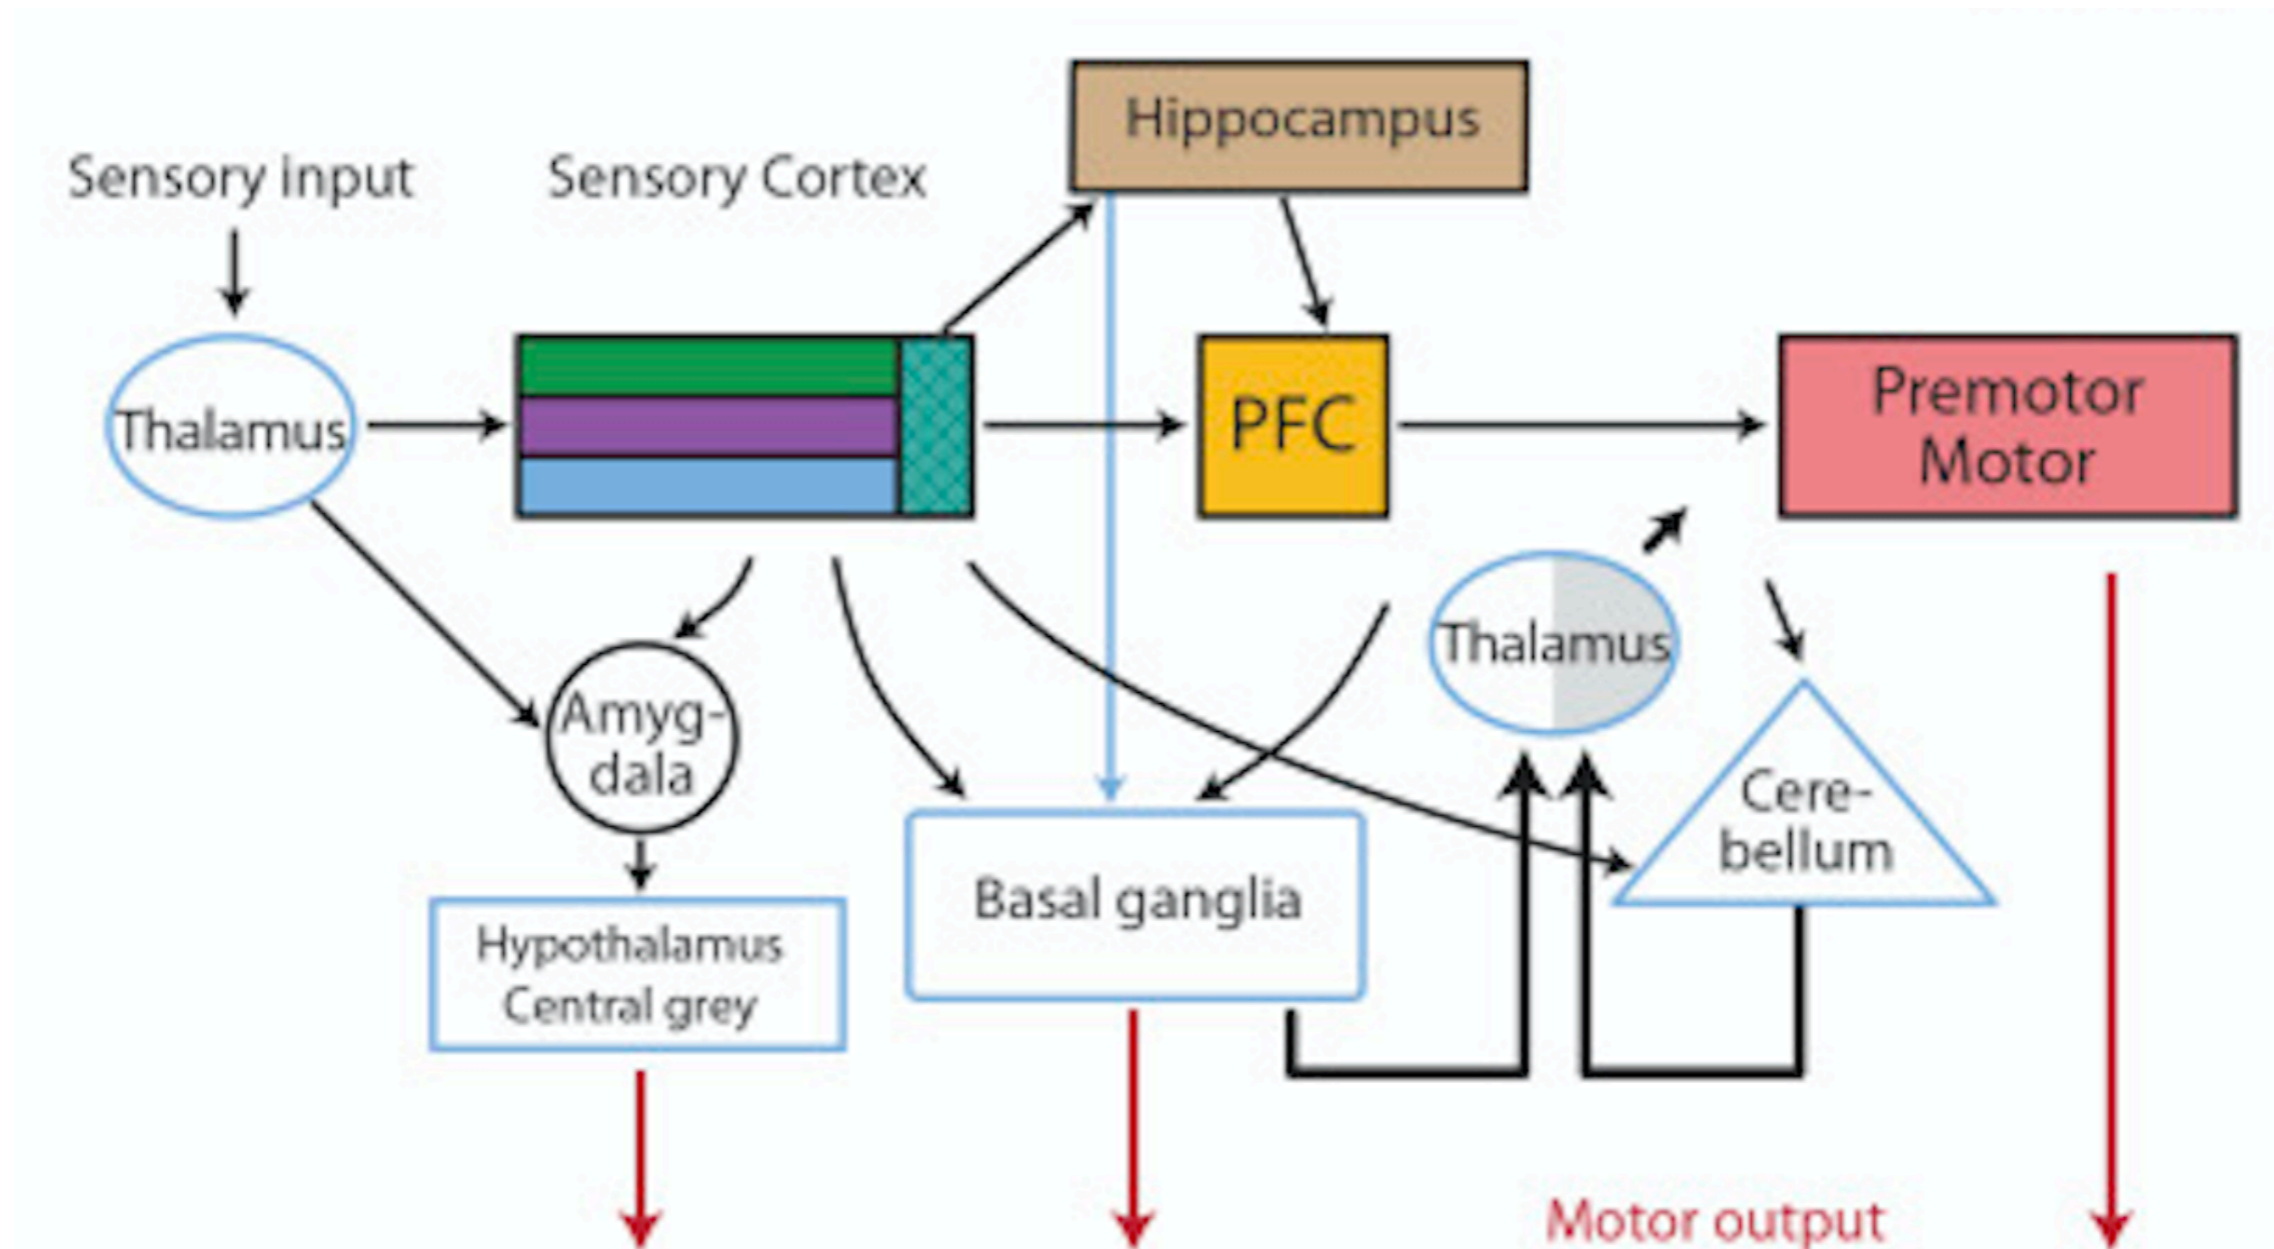 Hippocampus
Sensory input
Sensory Cortex
Thalamus
PFC
Premotor
Motor
Thalamus
Amyg-
dala
Cere-
bellum
Basal ganglia
Hypothalamus
Central grey
Motor output